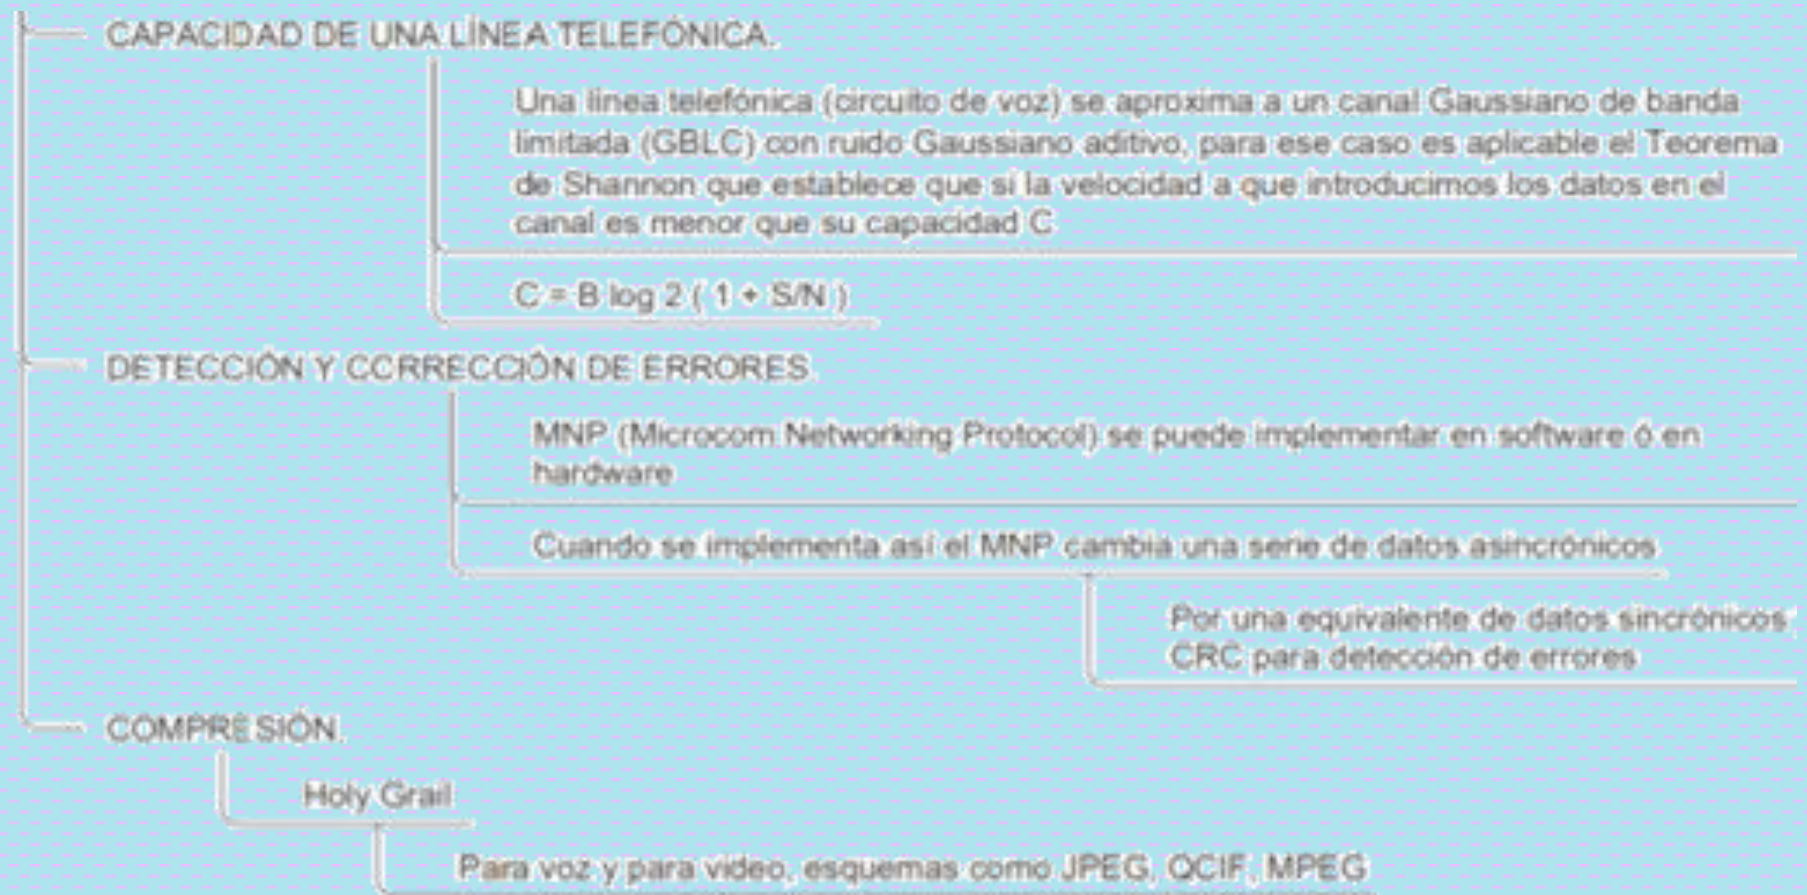 CAPACIDAD DE UNA LÍNEA TELEFÓNICA.
Una línea telefónica (circuito de voz) se aproxima a un canal Gaussiano de banda
limitada (GBLC) con ruido Gaussiano aditivo, para ese caso es aplicable el Teorema
de Shannon que establece que si la velocidad a que introducimos los datos en el
canal es menor que su capacidad C
C = B log 2 ( 1 + S/N )
DETECCIÓN Y CORRECCIÓN DE ERRORES.
MNP (Microcom Networking Protocol) se puede implementar en software ó en
hardware
Cuando se implementa así el MNP cambia una serie de datos asincrónicos
Por una equivalente de datos sincrónicos
CRC para detección de errores
COMPRESIÓN.
Holy Grail
Para voz y para video, esquemas como JPEG, QCIF, MPEG